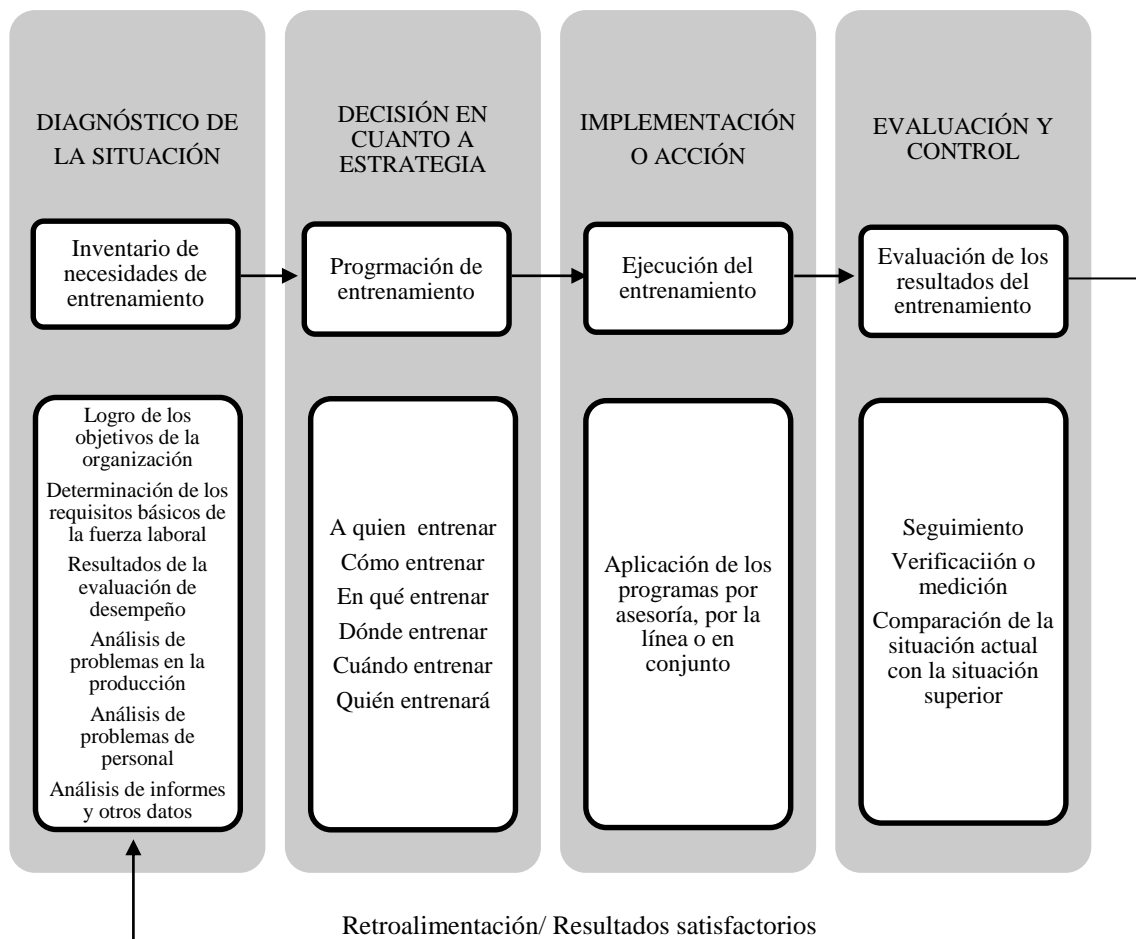 DIAGNÓSTICO DE
LA SITUACIÓN
Inventario de
necesidades de
entrenamiento
Logro de los
objetivos de la
organización
Determinación de los
requisitos básicos de
la fuerza laboral
Resultados de la
evaluación de
desempeño
Análisis de
problemas en la
producción
Análisis de
problemas de
personal
Análisis de informes
y otros datos
DECISIÓN EN
CUANTO A
ESTRATEGIA
Progrmación de
entrenamiento
A quien entrenar
Cómo entrenar
En qué entrenar
Dónde entrenar
Cuándo entrenar
Quién entrenará
IMPLEMENTACIÓN
O ACCIÓN
Ejecución del
entrenamiento
Aplicación de los
programas por
asesoría, por la
línea o en
conjunto
EVALUACIÓN Y
CONTROL
Evaluación de los
resultados del
entrenamiento
Seguimiento
Verificaciión o
medición
Comparación de la
situación actual
con la situación
superior
Retroalimentación/ Resultados satisfactorios